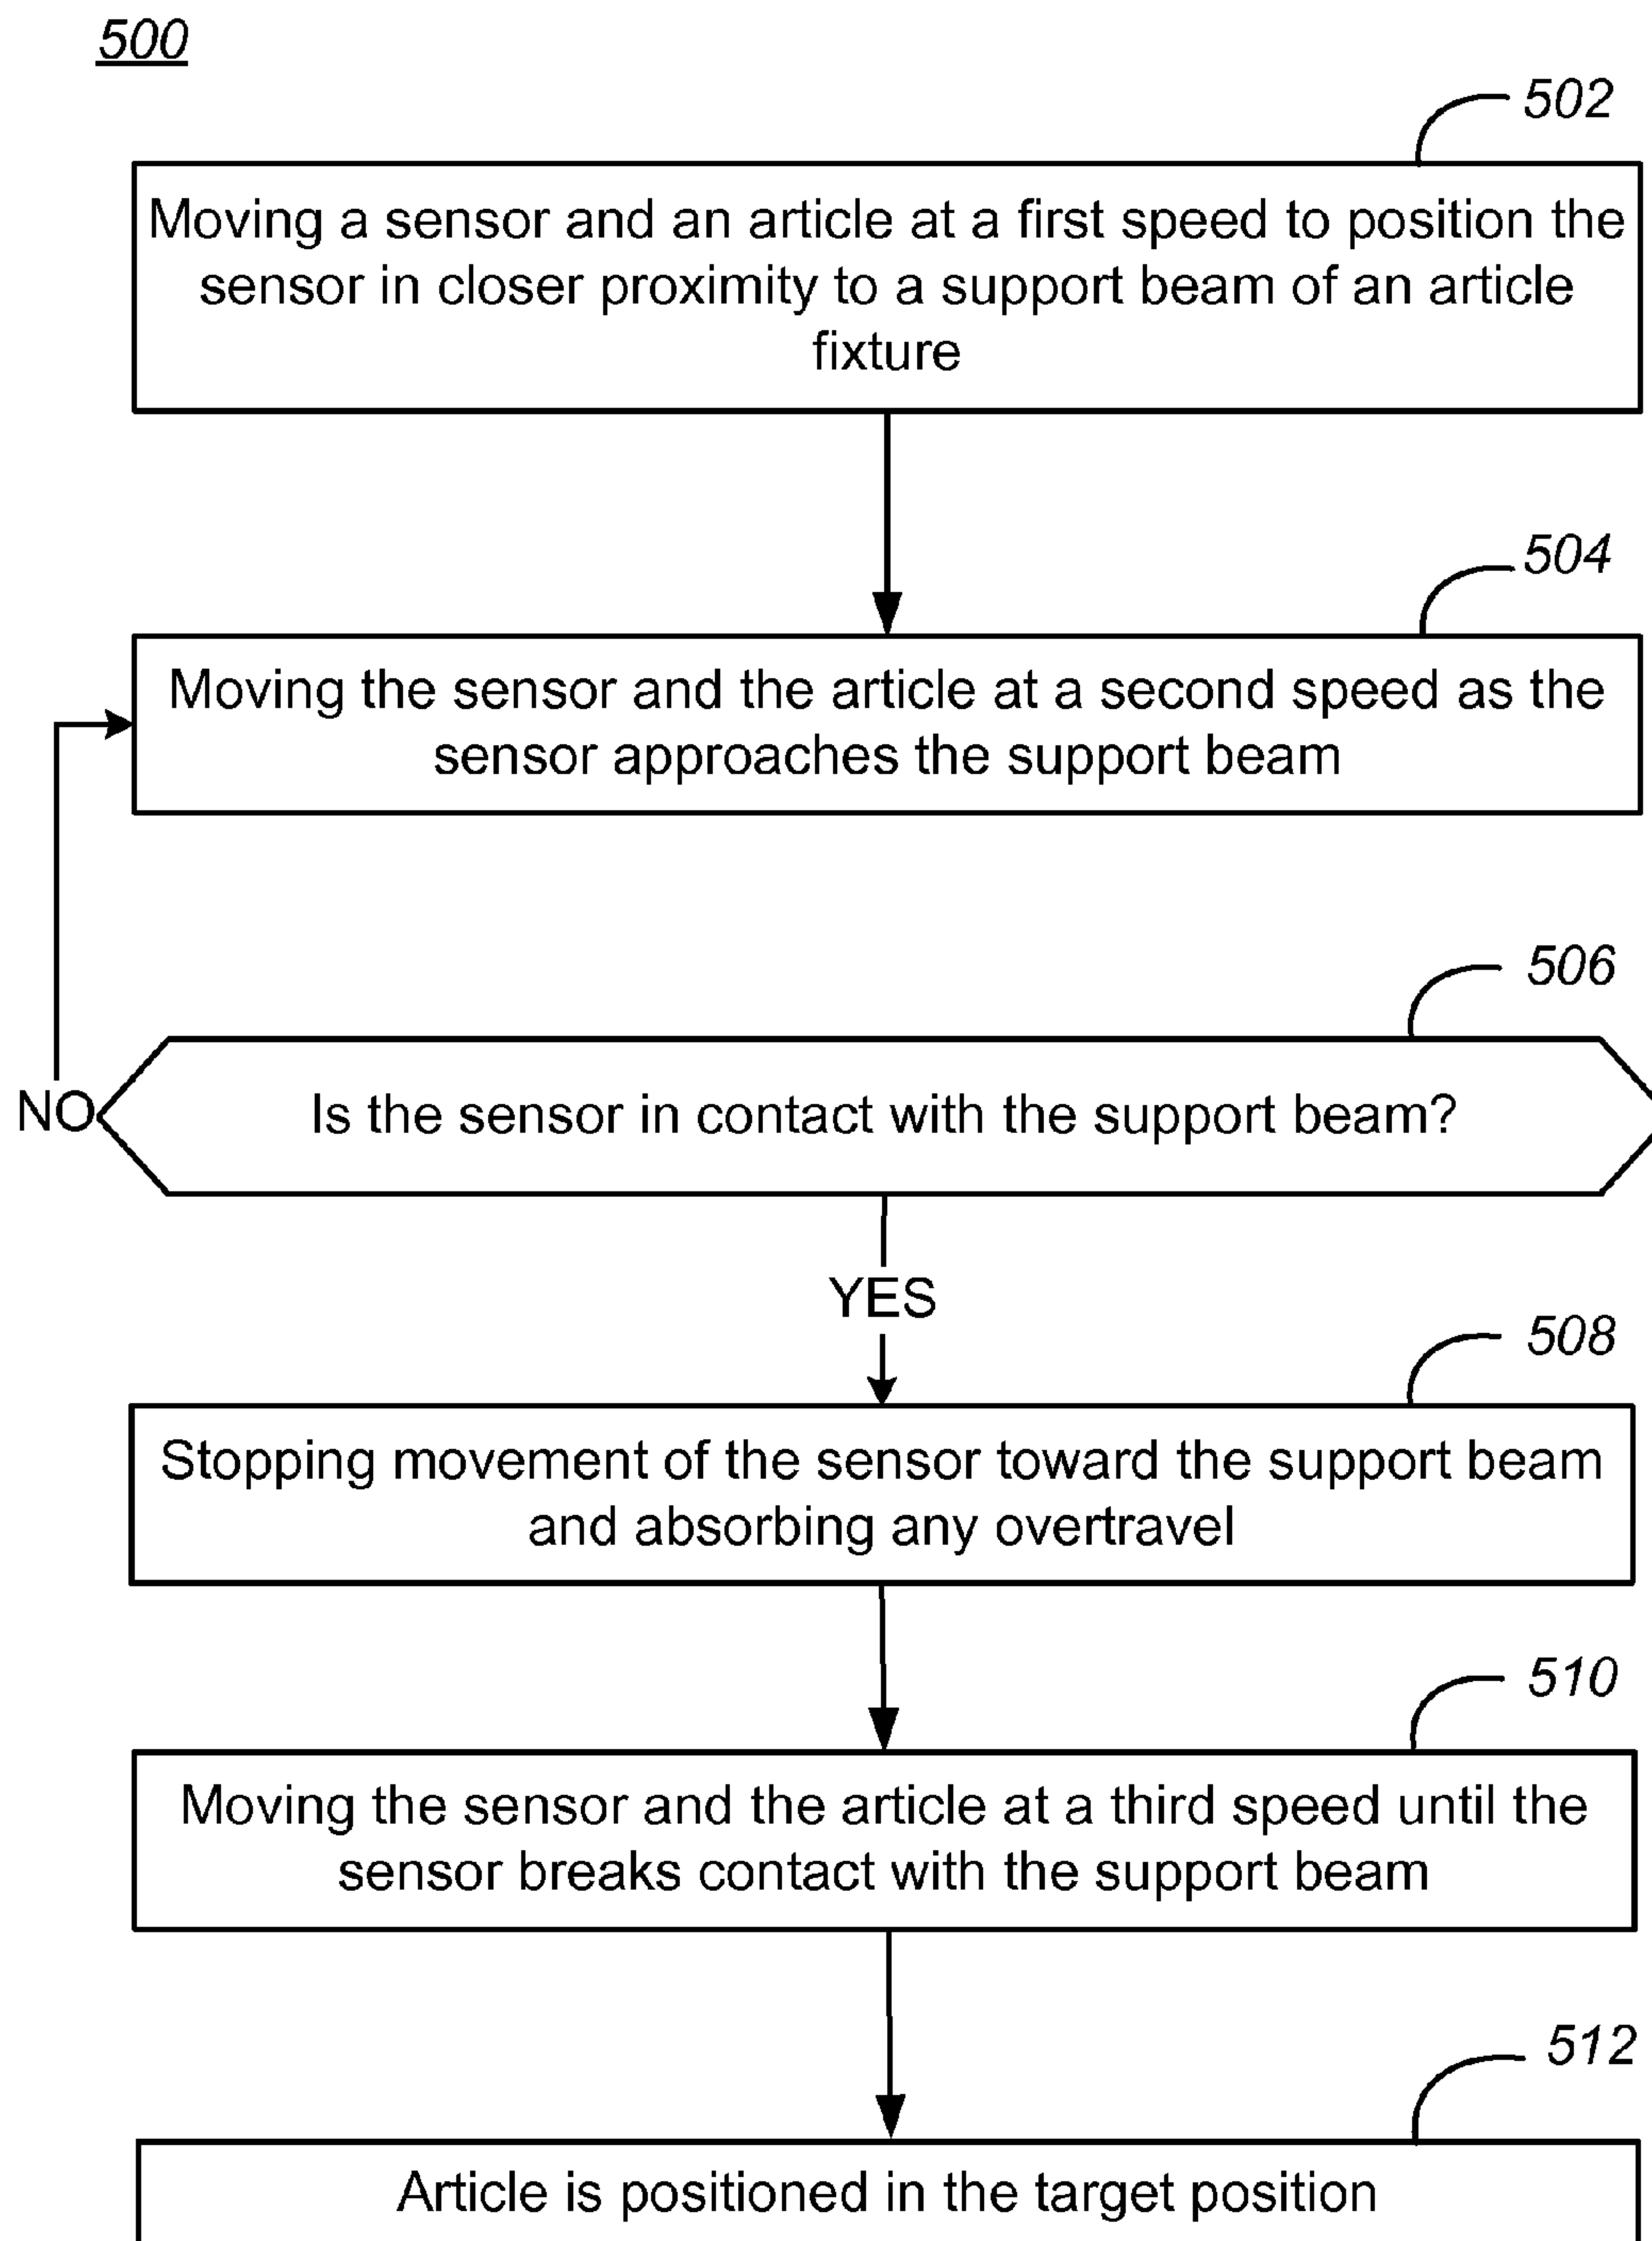 500
502
Moving a sensor and an article at a first speed to position the
sensor in closer proximity to a support beam of an article
fixture
504
Moving the sensor and the article at a second speed as the
sensor approaches the support beam
506
NO
Is the sensor in contact with the support beam?
YES
508
Stopping movement of the sensor toward the support beam
and absorbing any overtravel
510
Moving the sensor and the article at a third speed until the
sensor breaks contact with the support beam
512
Article is positioned in the target position